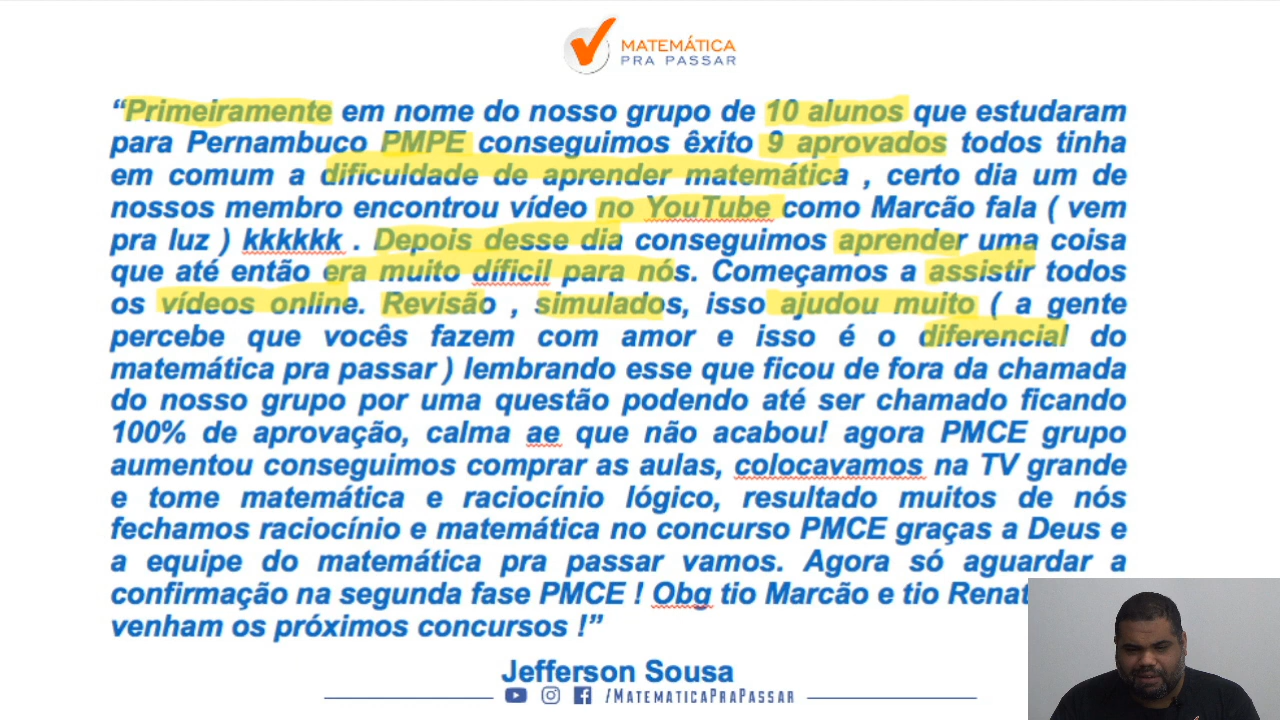 MATEMÁTICA
PRA PASSAR
“Primeiramente em nome do nosso grupo de 10 alunos que estudaram
para Pernambuco PMPE conseguimos êxito 9 aprovados todos tinha
em comum a dificuldade de aprender matemática , certo dia um de
nossos membro encontrou vídeo no YouTube como Marcão fala ( vem
pra luz ) kkkkkk . Depois desse dia conseguimos aprender uma coisa
que até então era muito díficil para nós. Começamos a assistir todos
os vídeos online. Revisão , simulados, isso ajudou muito ( a gente
percebe que vocês fazem com amor e isso é o diferencial do
matemática pra passar ) lembrando esse que ficou de fora da chamada
do nosso grupo por uma questão podendo até ser chamado ficando
100% de aprovação, calma ae que não acabou! agora PMCE grupo
aumentou conseguimos comprar as aulas, colocavamos na TV grande
e tome matemática e raciocínio lógico, resultado muitos de nós
fechamos raciocínio e matemática no concurso PMCE graças a Deus e
a equipe do matemática pra passar vamos. Agora só aguardar a
confirmação na segunda fase PMCE ! Obg tio Marcão e tio Renat
venham os próximos concursos !”
Jefferson Sousa
/MATEMATICAPRAPASSAR